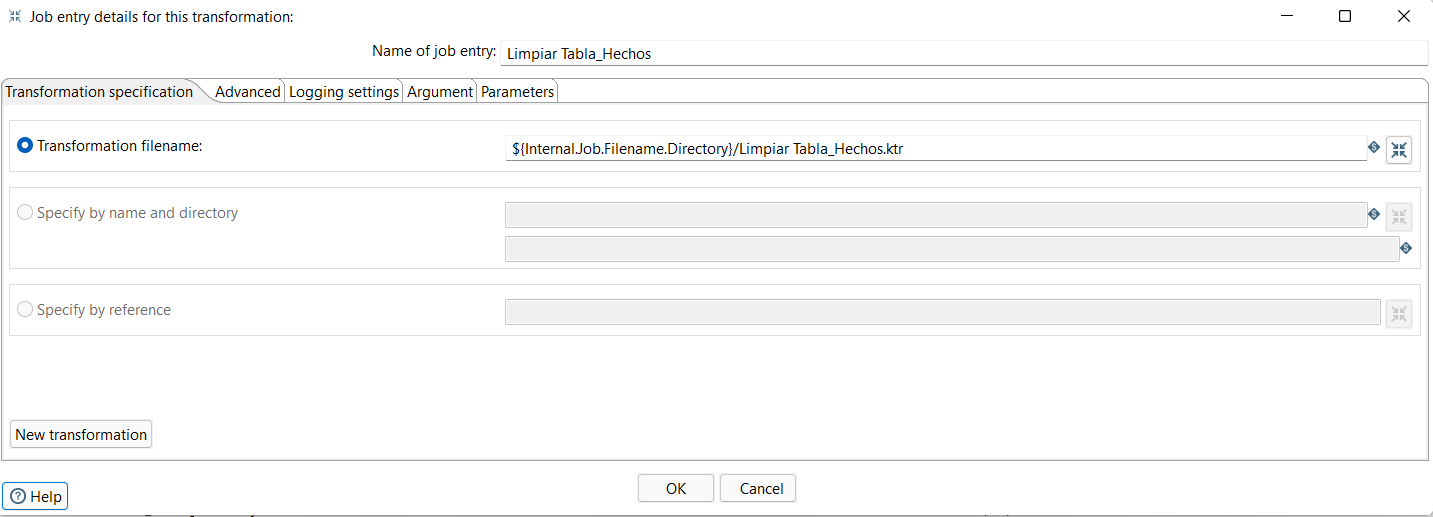 Job entry details for this transformation:
Name of job entry: Limpiar Tabla_Hechos
Transformation specification Advanced Logging settings Argument Parameters
Transformation filename: ${Internal.Job.Filename.Directory}/Limpiar Tabla_Hechos.ktr
Specify by name and directory
Specify by reference
New transformation
OK Cancel
Help